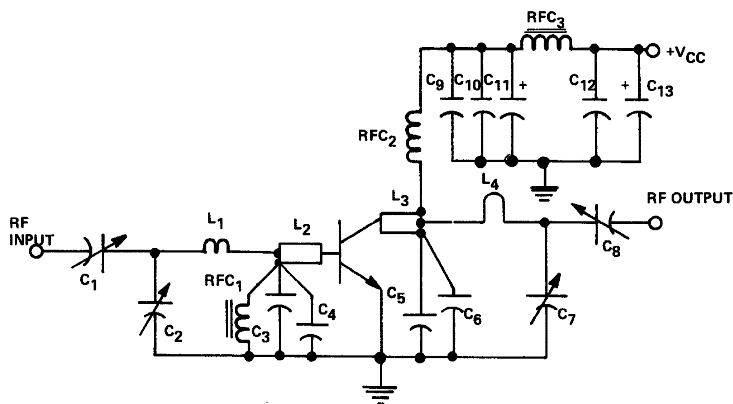 RFC3
+VCC
C9 C10 C11 + C12 + C13
RFC2
L3 L4
RF OUTPUT
RF
INPUT
L1 L2
C8
C1
RFC1
C5
C2 C3 C4 C6 C7